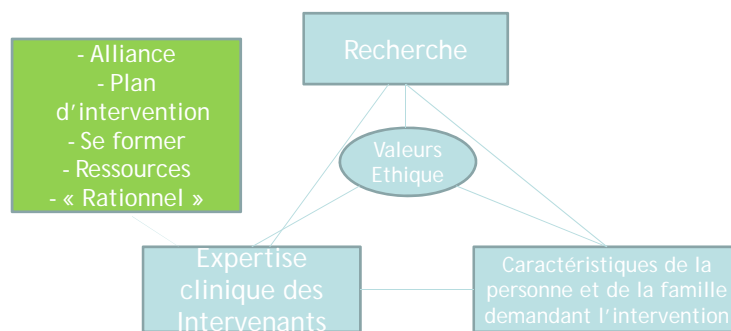 - Alliance
- Plan
d'intervention
- Se former
- Ressources
- « Rationnel »
Recherche
Valeurs
Ethique
Expertise
clinique des
Intervenants
Caractéristiques de la
personne et de la famille
demandant l'intervention